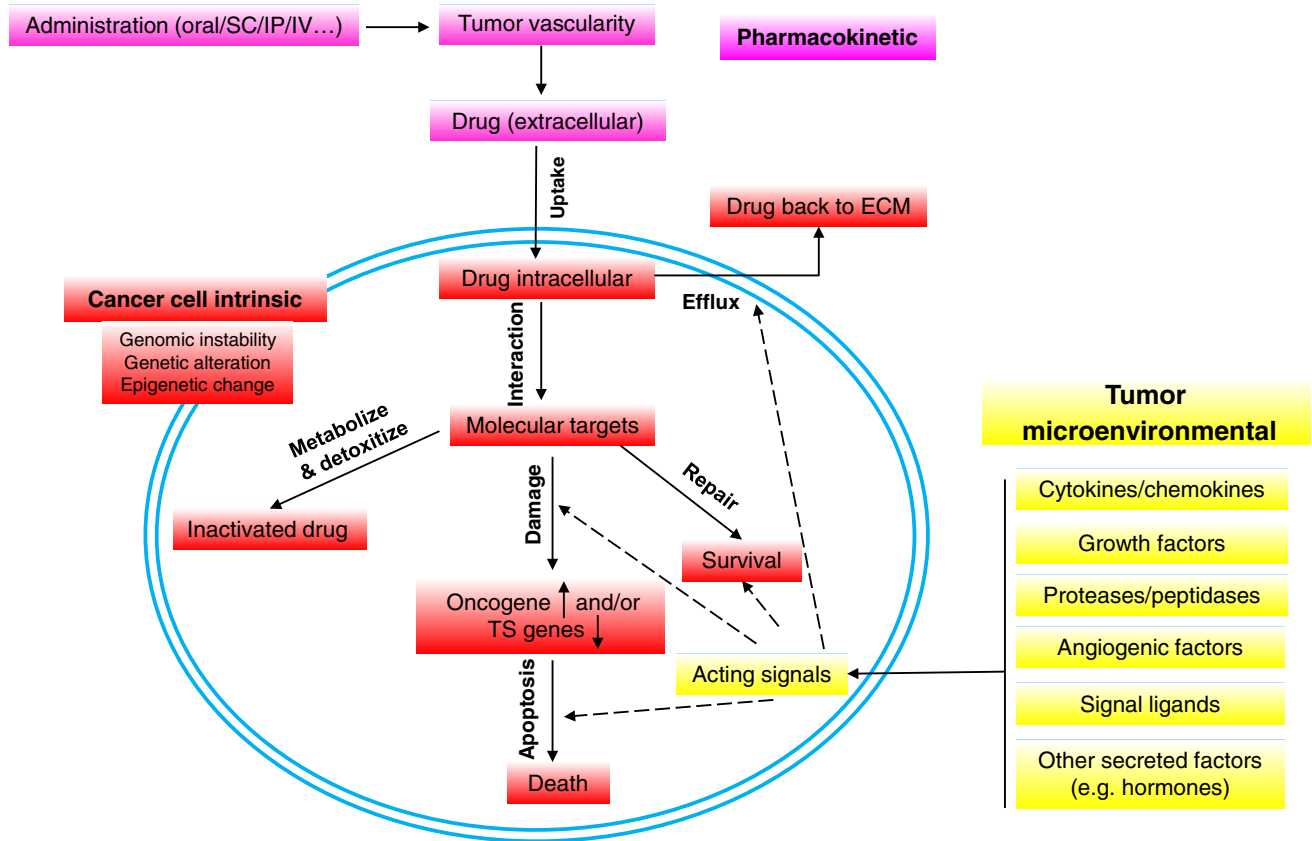 Administration (oral/SC/IP/IV…)
Tumor vascularity
Pharmacokinetic
Drug (extracellular)
Uptake
Drug back to ECM
Drug intracellular
Efflux
Cancer cell intrinsic
Genomic instability
Genetic alteration
Epigenetic change
Interaction
Molecular targets
Metabolize
& detoxitize
Inactivated drug
Damage
Repair
Survival
Oncogene and/or
TS genes
Acting signals
Apoptosis
Death
Tumor
microenvironmental
Cytokines/chemokines
Growth factors
Proteases/peptidases
Angiogenic factors
Signal ligands
Other secreted factors
(e.g. hormones)